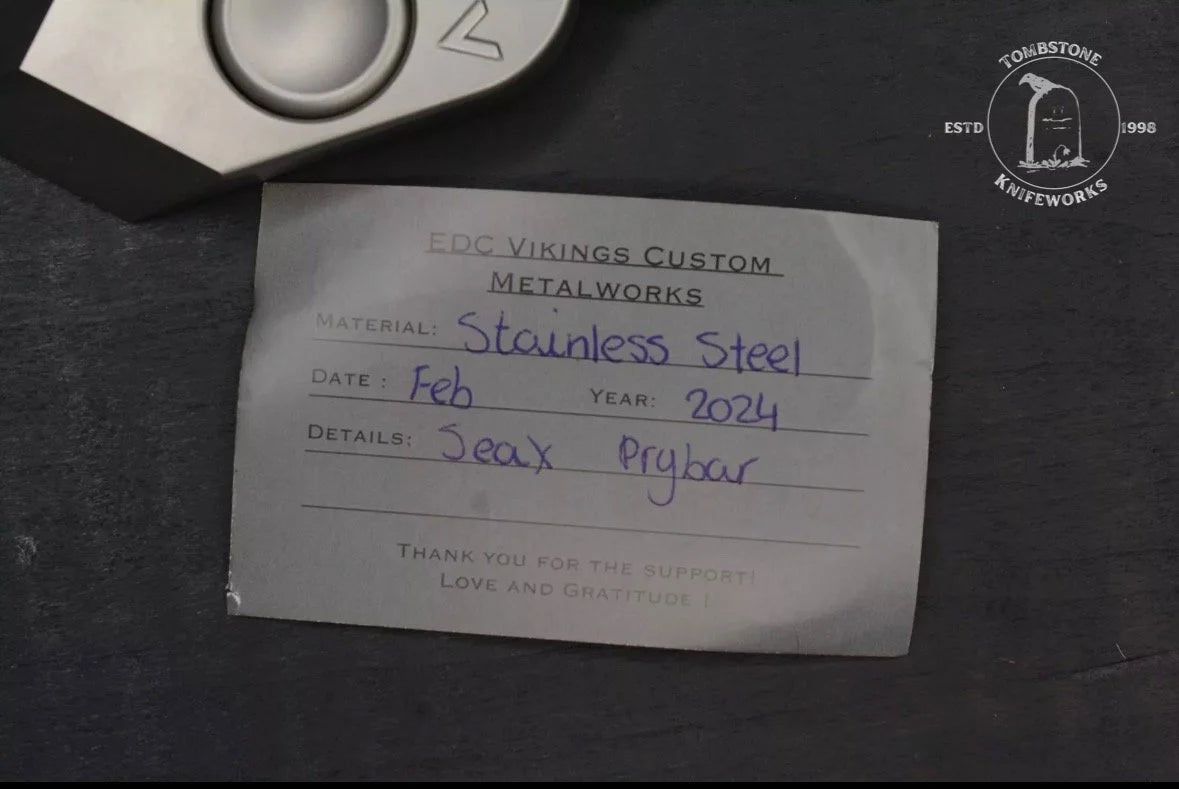 TOMBSTONE
ESTD 1998
KNIFEWORKS
EDC VIKINGS CUSTOM
METALWORKS
MATERIAL: Stainless Steel
DATE : Feb YEAR: 2024
DETAILS: Seax Prybar
THANK YOU FOR THE SUPPORT!
LOVE AND GRATITUDE !